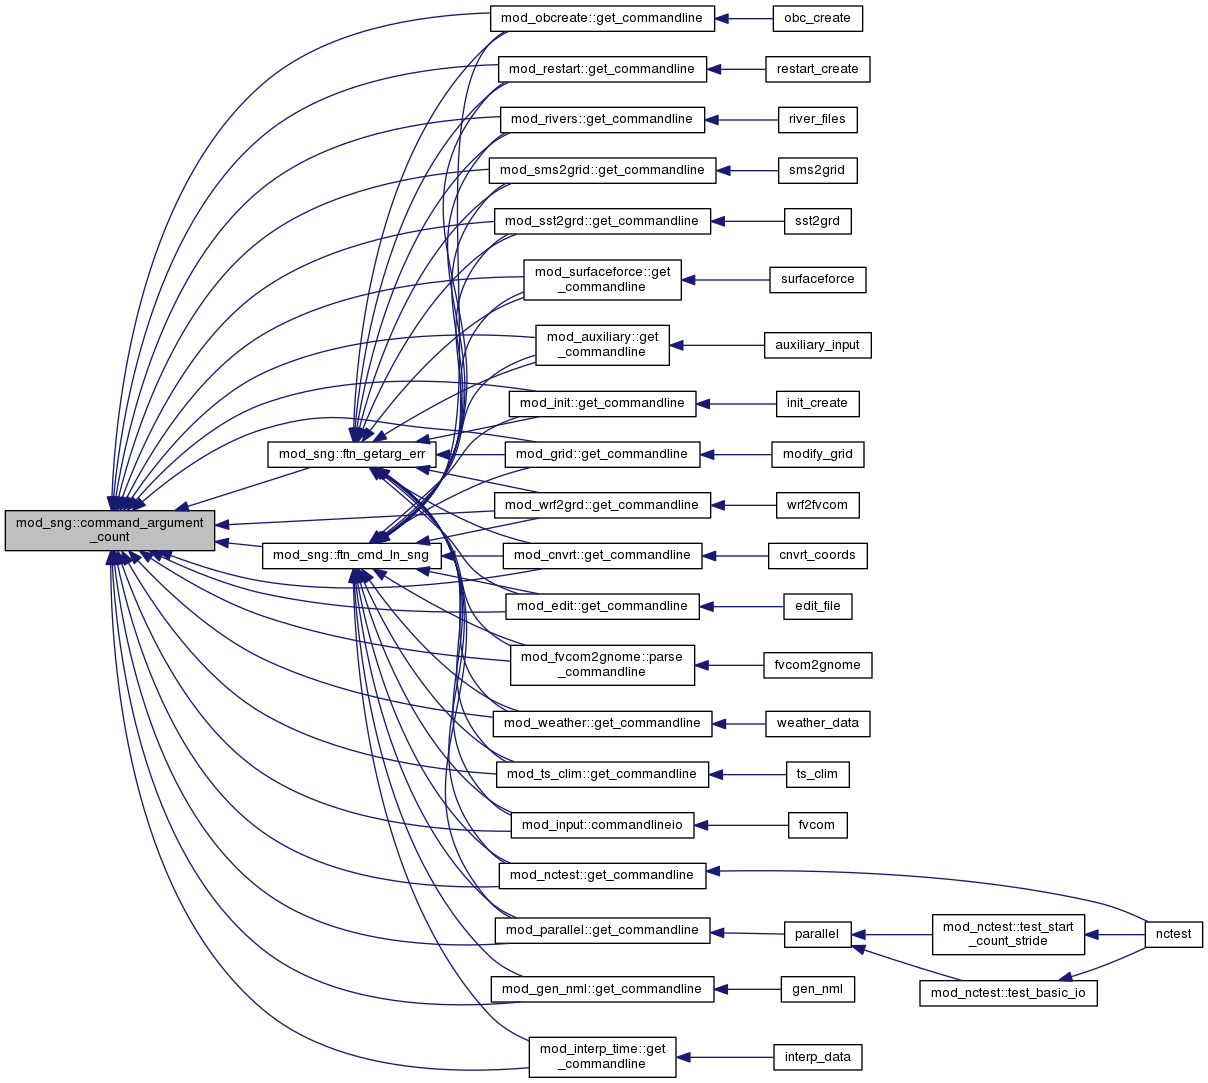 mod_obcreate::get_commandline
obc_create
mod_restart::get_commandline
restart_create
mod_rivers::get_commandline
river_files
mod_sms2grid::get_commandline
sms2grid
mod_sst2grd::get_commandline
sst2grd
mod_surfaceforce::get
_commandline
surfaceforce
mod_auxiliary::get
_commandline
auxiliary_input
mod_init::get_commandline
init_create
mod_sng::ftn_getarg_err
mod_grid::get_commandline
modify_grid
mod_wrf2grd::get_commandline
wrf2fvcom
mod_sng::command_argument
_count
mod_sng::ftn_cmd_ln_sng
mod_cnvrt::get_commandline
cnvrt_coords
mod_edit::get_commandline
edit_file
mod_fvcom2gnome::parse
_commandline
fvcom2gnome
mod_weather::get_commandline
weather_data
mod_ts_clim::get_commandline
ts_clim
mod_input::commandlineio
fvcom
mod_nctest::get_commandline
mod_parallel::get_commandline
parallel
mod_nctest::test_start
_count_stride
nctest
mod_gen_nml::get_commandline
gen_nml
mod_nctest::test_basic_io
mod_interp_time::get
_commandline
interp_data